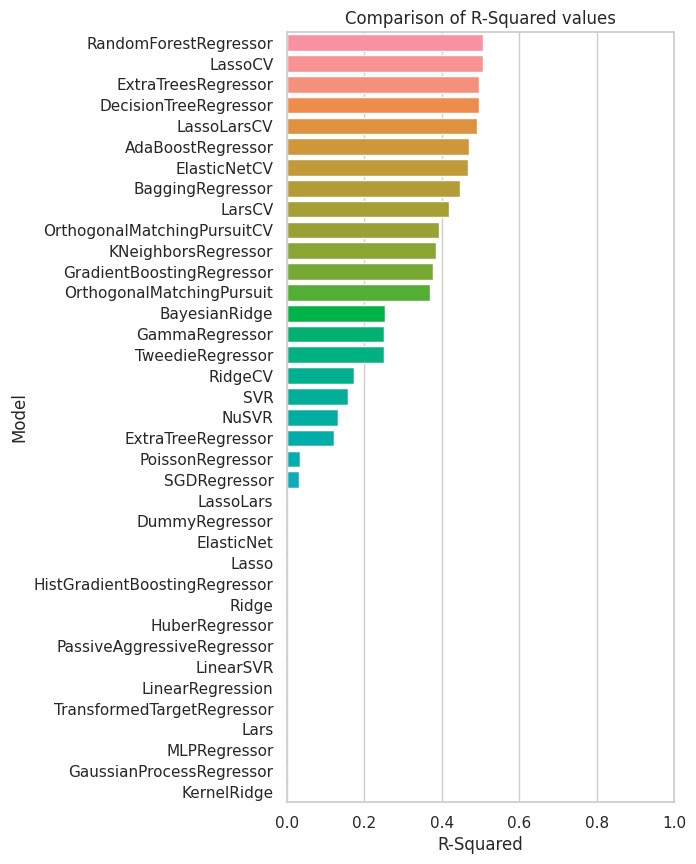 Comparison of R-Squared values
RandomForestRegressor
LassoCV
ExtraTreesRegressor
DecisionTreeRegressor
LassoLarsCV
AdaBoostRegressor
ElasticNetCV
BaggingRegressor
LarsCV
OrthogonalMatchingPursuitCV
KNeighborsRegressor
GradientBoostingRegressor
OrthogonalMatchingPursuit
BayesianRidge
GammaRegressor
TweedieRegressor
RidgeCV
SVR
NuSVR
ExtraTreeRegressor
PoissonRegressor
SGDRegressor
LassoLars
DummyRegressor
ElasticNet
Lasso
HistGradientBoostingRegressor
Ridge
HuberRegressor
PassiveAggressiveRegressor
LinearSVR
LinearRegression
TransformedTargetRegressor
Lars
MLPRegressor
GaussianProcessRegressor
KernelRidge
Model
0.0 0.2 0.4 0.6 0.8 1.0
R-Squared